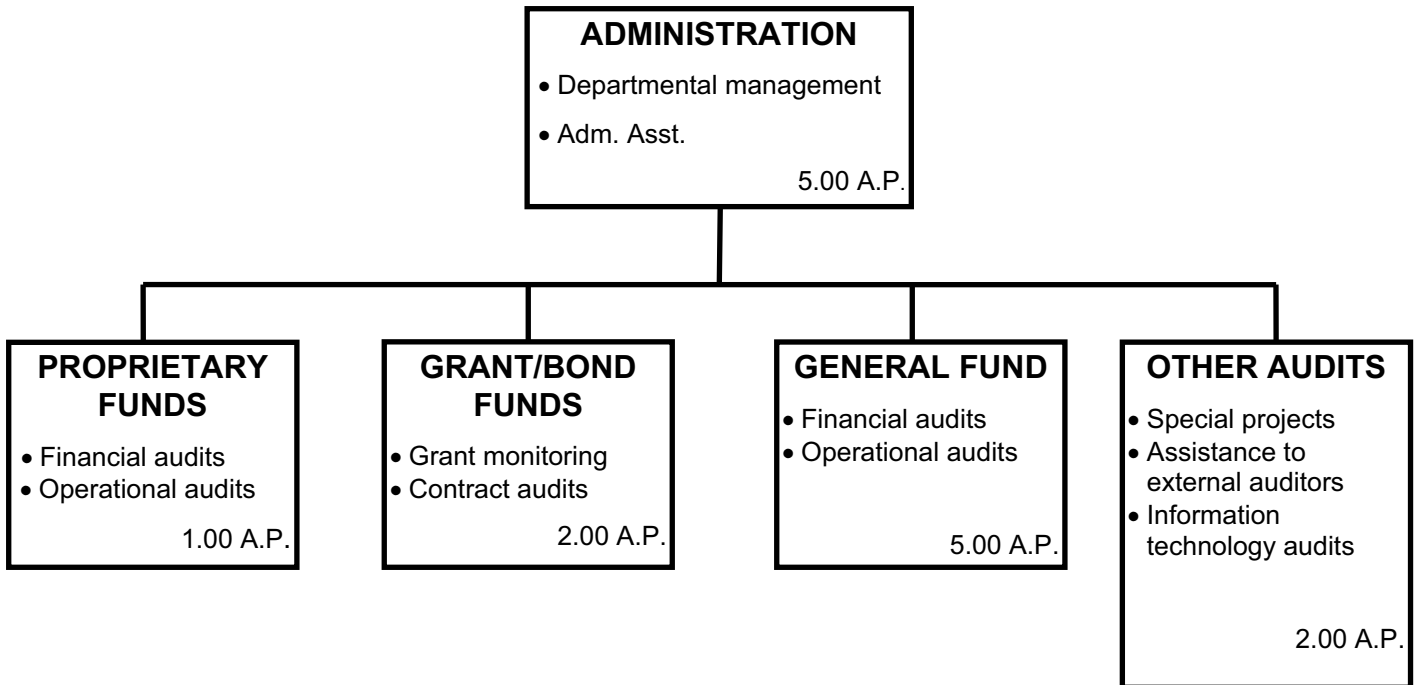 ADMINISTRATION
• Departmental management
• Adm. Asst.
5.00 A.P.
PROPRIETARY
FUNDS
• Financial audits
• Operational audits
1.00 A.P.
GRANT/BOND
FUNDS
• Grant monitoring
• Contract audits
2.00 A.P.
GENERAL FUND
• Financial audits
• Operational audits
5.00 A.P.
OTHER AUDITS
• Special projects
• Assistance to
external auditors
• Information
technology audits
2.00 A.P.